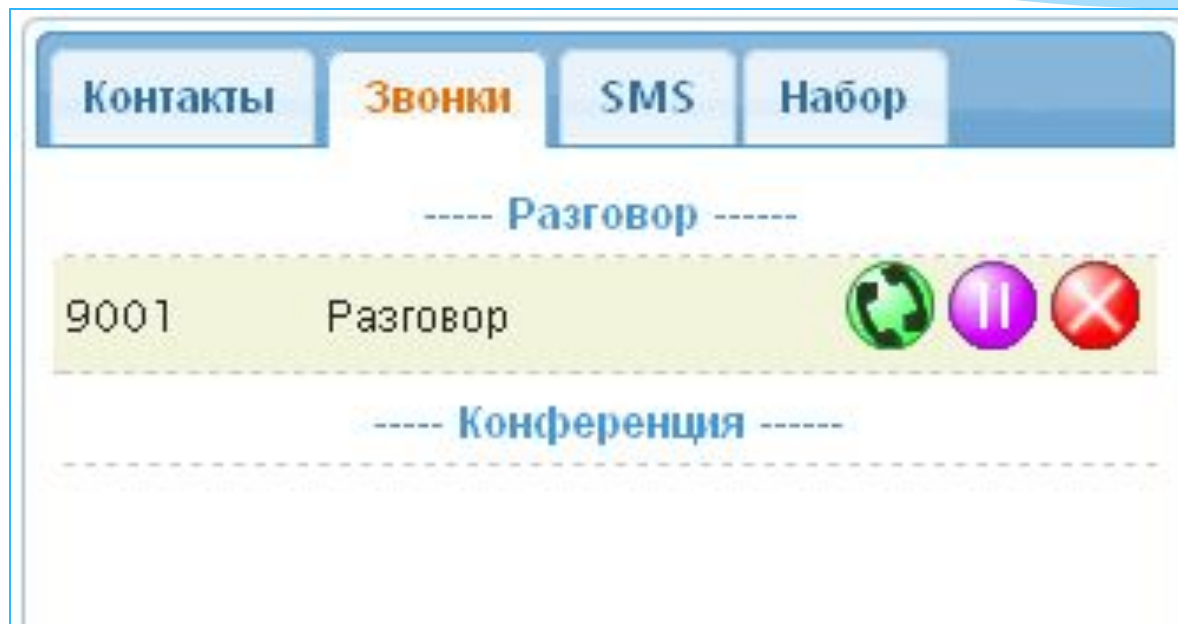 Контакты Звонки SMS Набор
----- Разговор ------
9001 Разговор
----- Конференция ------